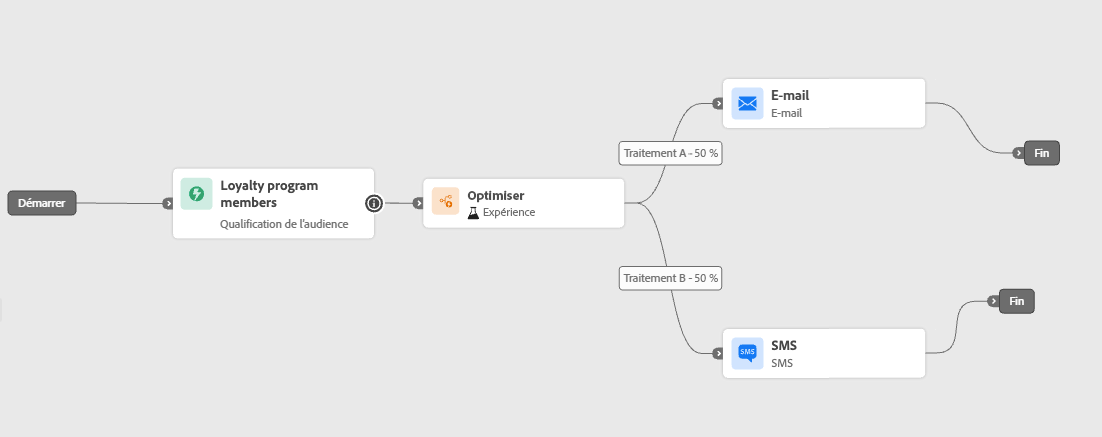 Démarrer
Loyalty program
members
Qualification de l'audience
Optimiser
Expérience
Traitement A - 50 %
E-mail
E-mail
Fin
Traitement B - 50 %
SMS
SMS
SMS
Fin